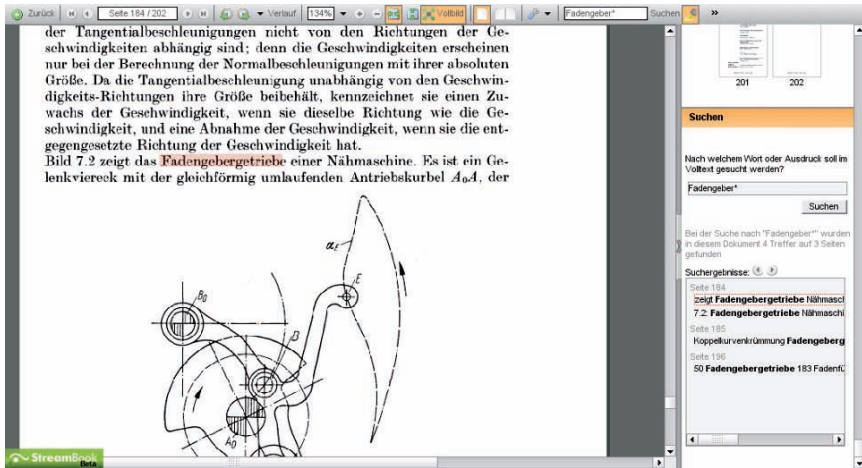 Zurück
Seite 184 / 202
Verlauf
134%
Vollbild
Fadengeber*
Suchen
»
der Tangentialbeschleunigungen nicht von den Richtungen der Ge-
schwindigkeiten abhängig sind; denn die Geschwindigkeiten erscheinen
nur bei der Berechnung der Normalbeschleunigungen mit ihrer absoluten
Größe. Da die Tangentialbeschleunigung unabhängig von den Geschwin-
digkeits-Richtungen ihre Größe beibehält, kennzeichnet sie einen Zu-
wachs der Geschwindigkeit, wenn sie dieselbe Richtung wie die Ge-
schwindigkeit, und eine Abnahme der Geschwindigkeit, wenn sie die ent-
gegengesetzte Richtung der Geschwindigkeit hat.
Bild 7.2 zeigt das Fadengebergetriebe einer Nähmaschine. Es ist ein Ge-
lenkviereck mit der gleichförmig umlaufenden Antriebskurbel A₀A, der
α_E
E
B₀
B
A₀
StreamBook
Beta
201
202
Suchen
Nach welchem Wort oder Ausdruck soll im
Volltext gesucht werden?
Fadengeber*
Suchen
Bei der Suche nach "Fadengeber*" wurden
in diesem Dokument 4 Treffer auf 3 Seiten
gefunden
Suchergebnisse:
Seite 184
zeigt Fadengebergetriebe Nähmasch
7.2: Fadengebergetriebe Nähmaschi
Seite 185
Koppelkurvenkrümmung Fadengeberg
Seite 196
50 Fadengebergetriebe 183 Fadenfü